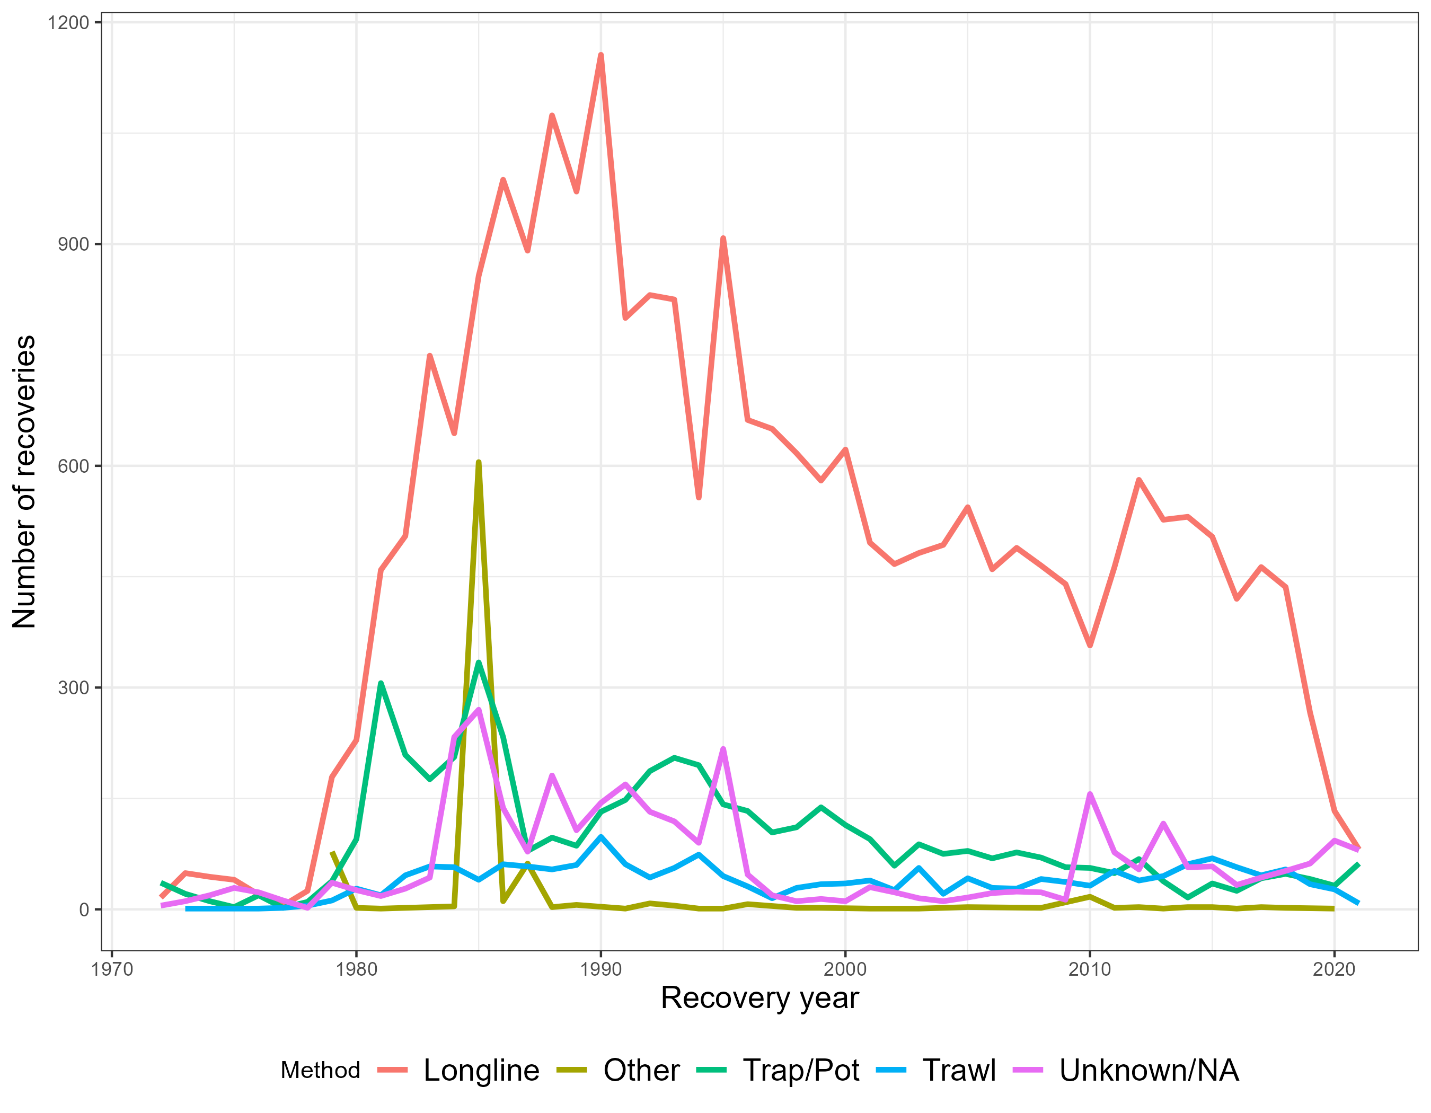 1200
900
600
300
0
Number of recoveries
1970 1980 1990 2000 2010 2020
Recovery year
Method Longline Other Trap/Pot Trawl Unknown/NA